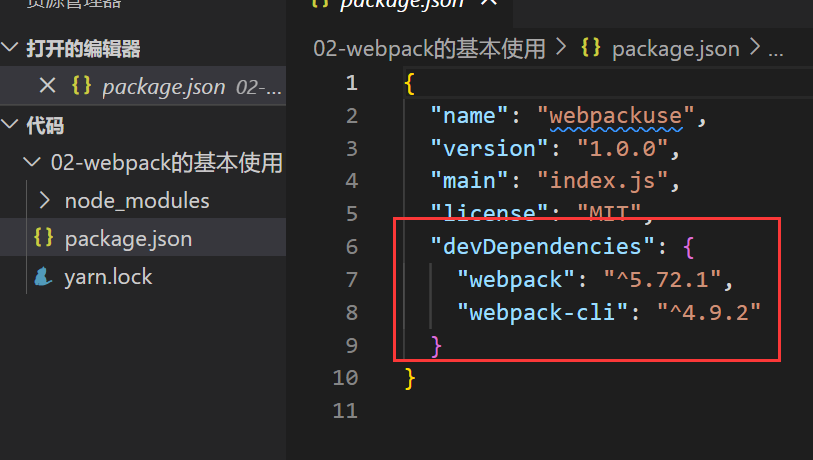 资源管理器
打开的编辑器
{} package.json 02-...
代码
02-webpack的基本使用
node_modules
{} package.json
yarn.lock
{} package.json ×
02-webpack的基本使用 > {} package.json > ...
1 {
2 "name": "webpackuse",
3 "version": "1.0.0",
4 "main": "index.js",
5 "license": "MIT",
6 "devDependencies": {
7 "webpack": "^5.72.1",
8 "webpack-cli": "^4.9.2"
9 }
10 }
11